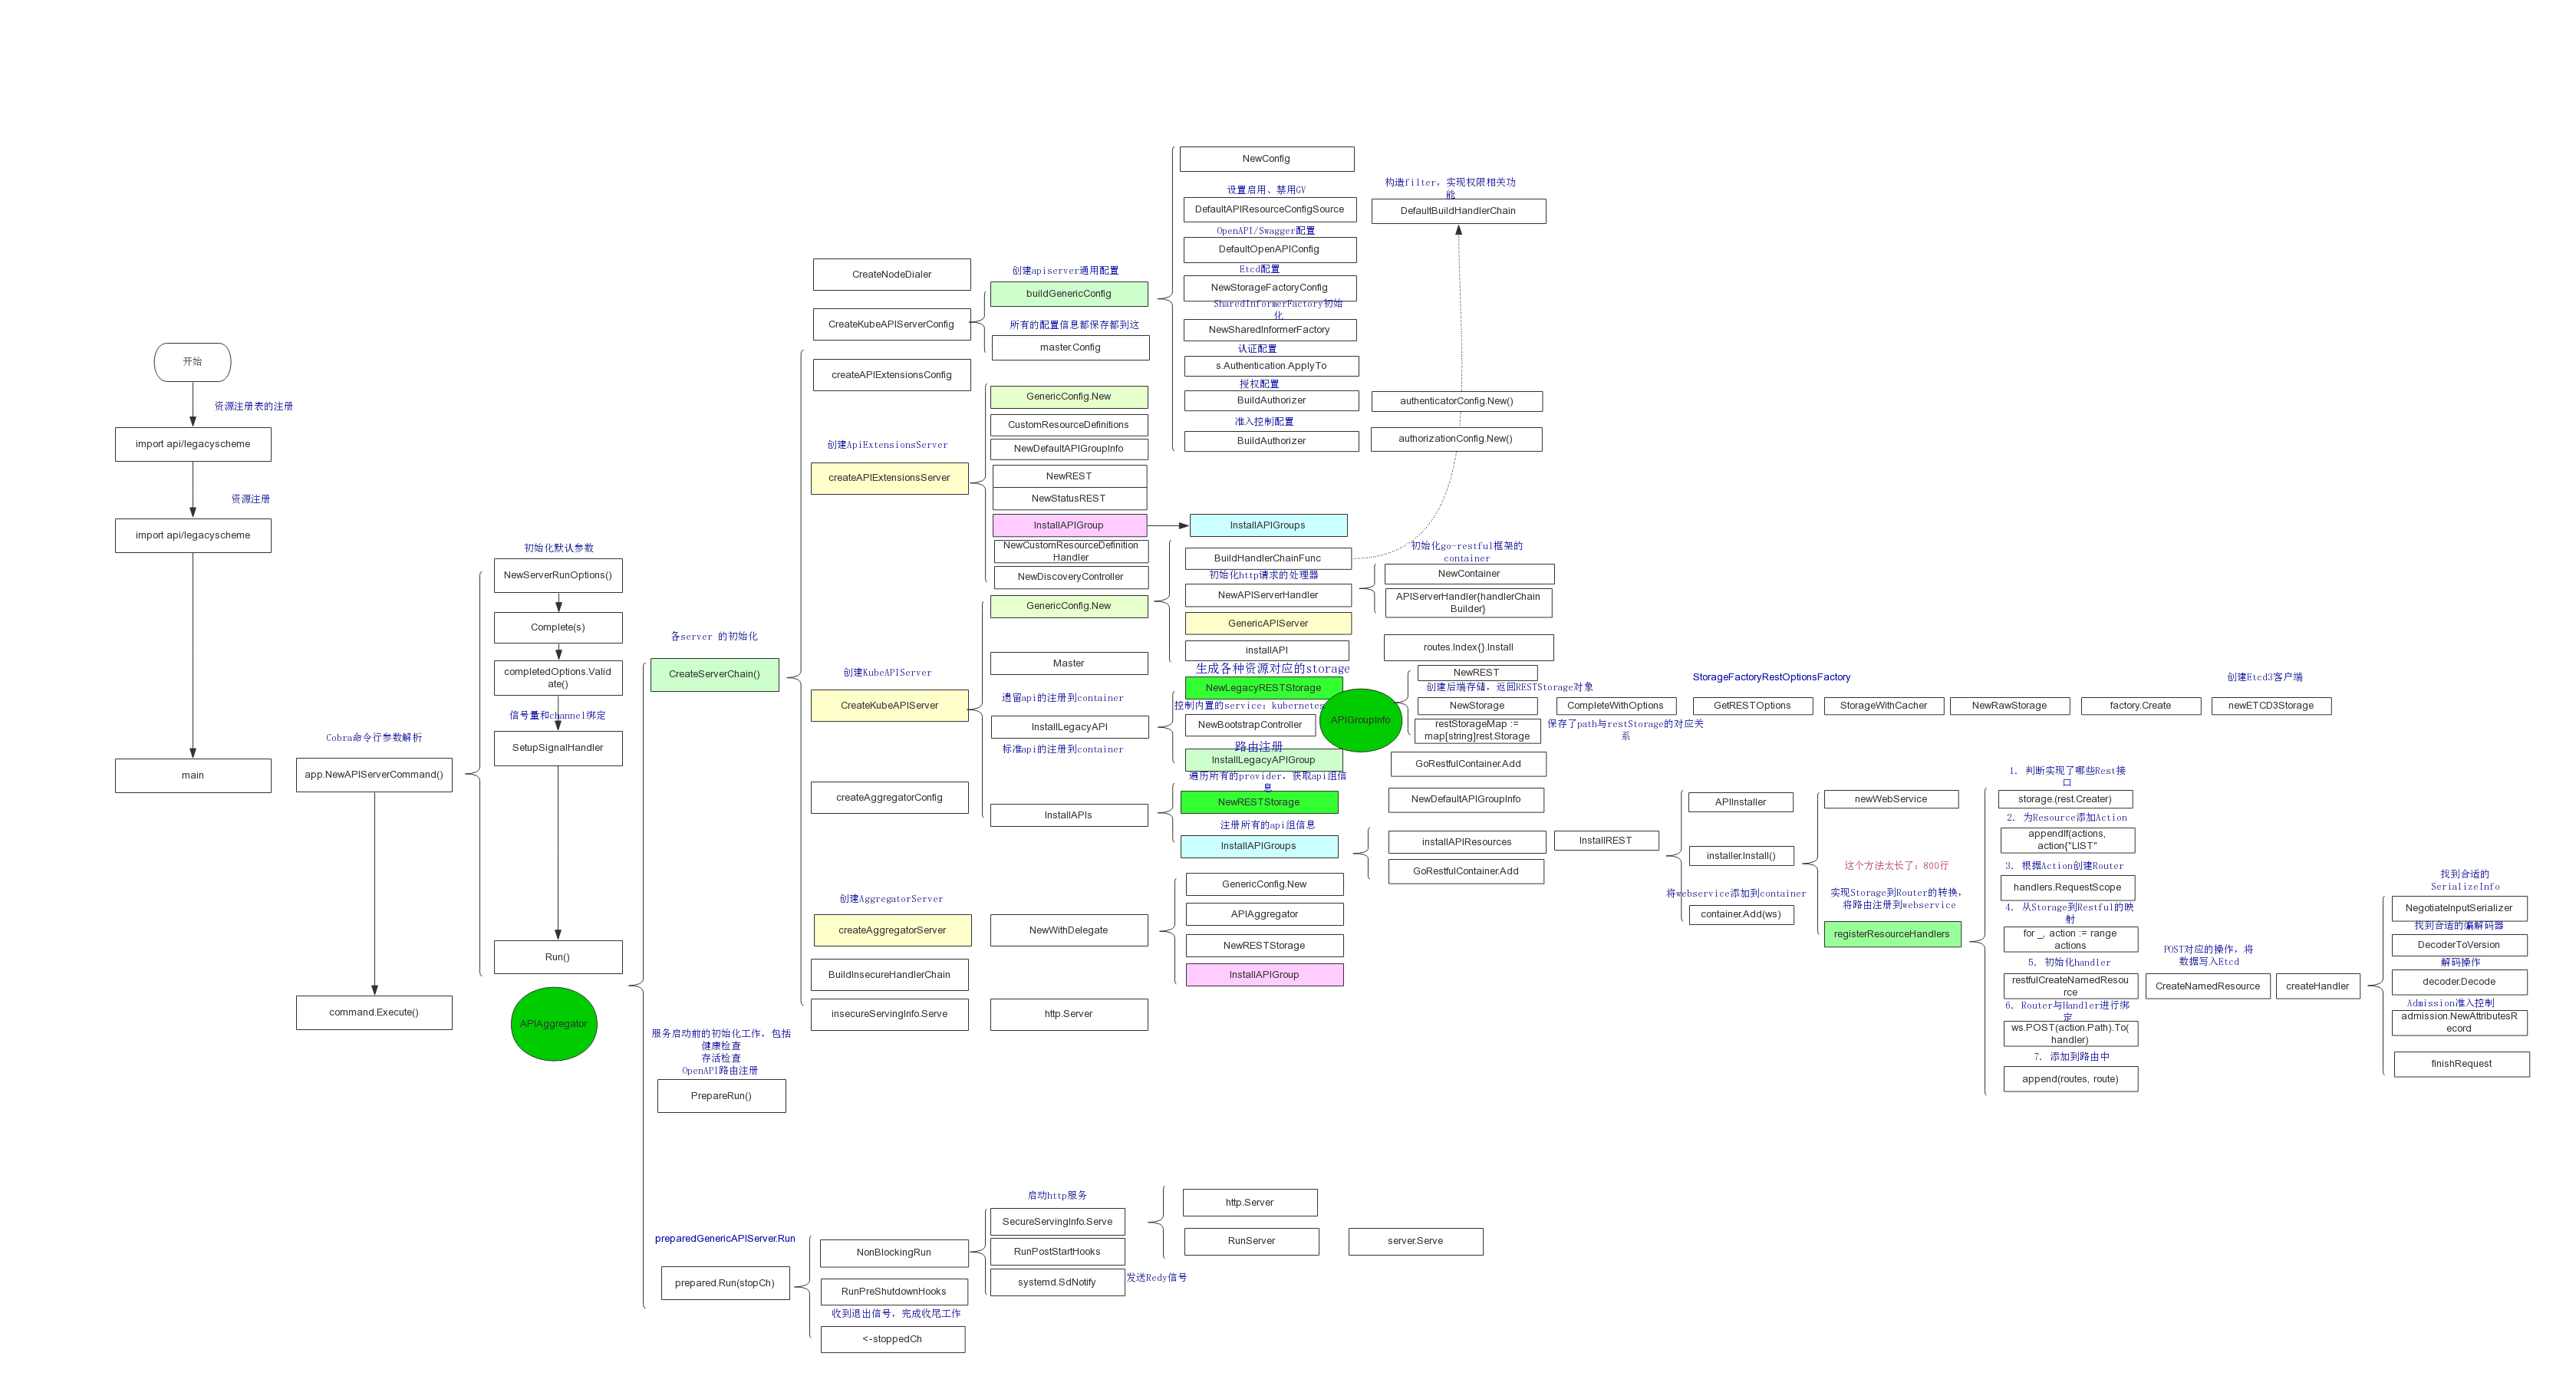 开始
资源注册表的注册
import api/legacyscheme
资源注册
import api/legacyscheme
main
Cobra命令行参数解析
app.NewAPIServerCommand()
command.Execute()
初始化默认参数
NewServerRunOptions()
Complete(s)
completedOptions.Valid
ate()
信号量和channel绑定
SetupSignalHandler
Run()
APIAggregator
各server 的初始化
CreateServerChain()
服务启动前的初始化工作，包括
健康检查
存活检查
OpenAPI路由注册
PrepareRun()
preparedGenericAPIServer.Run
prepared.Run(stopCh)
CreateNodeDialer
CreateKubeAPIServerConfig
createAPIExtensionsConfig
创建ApiExtensionsServer
createAPIExtensionsServer
创建KubeAPIServer
CreateKubeAPIServer
createAggregatorConfig
创建AggregatorServer
createAggregatorServer
BuildInsecureHandlerChain
insecureServingInfo.Serve
NonBlockingRun
RunPreShutdownHooks
收到退出信号，完成收尾工作
<-stoppedCh
创建apiserver通用配置
buildGenericConfig
所有的配置信息都保存都到这
master.Config
GenericConfig.New
CustomResourceDefinitions
NewDefaultAPIGroupInfo
NewREST
NewStatusREST
InstallAPIGroup
NewCustomResourceDefinition
Handler
NewDiscoveryController
GenericConfig.New
Master
遗留api的注册到container
InstallLegacyAPI
标准api的注册到container
InstallAPIs
NewWithDelegate
http.Server
启动http服务
SecureServingInfo.Serve
RunPostStartHooks
systemd.SdNotify
发送Redy信号
NewConfig
设置启用、禁用GV
DefaultAPIResourceConfigSource
OpenAPI/Swagger配置
DefaultOpenAPIConfig
Etcd配置
NewStorageFactoryConfig
SharedInformerFactory初始
化
NewSharedInformerFactory
认证配置
s.Authentication.ApplyTo
授权配置
BuildAuthorizer
准入控制配置
BuildAuthorizer
构造filter，实现权限相关功
能
DefaultBuildHandlerChain
authenticatorConfig.New()
authorizationConfig.New()
InstallAPIGroups
BuildHandlerChainFunc
初始化http请求的处理器
NewAPIServerHandler
GenericAPIServer
installAPI
初始化go-restful框架的
container
NewContainer
APIServerHandler{handlerChain
Builder}
routes.Index{}.Install
生成各种资源对应的storage
NewLegacyRESTStorage
控制内置的service：kubernetes
NewBootstrapController
路由注册
InstallLegacyAPIGroup
遍历所有的provider，获取api组信
息
NewRESTStorage
注册所有的api组信息
InstallAPIGroups
APIGroupInfo
NewREST
创建后端存储，返回RESTStorage对象
NewStorage
restStorageMap :=
map[string]rest.Storage
保存了path与restStorage的对应关
系
GoRestfulContainer.Add
NewDefaultAPIGroupInfo
installAPIResources
GoRestfulContainer.Add
CompleteWithOptions
StorageFactoryRestOptionsFactory
GetRESTOptions
StorageWithCacher
NewRawStorage
factory.Create
创建Etcd3客户端
newETCD3Storage
GenericConfig.New
APIAggregator
NewRESTStorage
InstallAPIGroup
http.Server
RunServer
server.Serve
InstallREST
APIInstaller
installer.Install()
将webservice添加到container
container.Add(ws)
newWebService
这个方法太长了：800行
实现Storage到Router的转换，
将路由注册到webservice
registerResourceHandlers
1. 判断实现了哪些Rest接
口
storage.(rest.Creater)
2. 为Resource添加Action
appendIf(actions,
action{"LIST"
3. 根据Action创建Router
handlers.RequestScope
4. 从Storage到Restful的映
射
for _, action := range
actions
5. 初始化handler
restfulCreateNamedResou
rce
6. Router与Handler进行绑
定
ws.POST(action.Path).To(
handler)
7. 添加到路由中
append(routes, route)
POST对应的操作，将
数据写入Etcd
CreateNamedResource
createHandler
找到合适的
SerializeInfo
NegotiateInputSerializer
找到合适的编解码器
DecoderToVersion
解码操作
decoder.Decode
Admission准入控制
admission.NewAttributesR
ecord
finishRequest